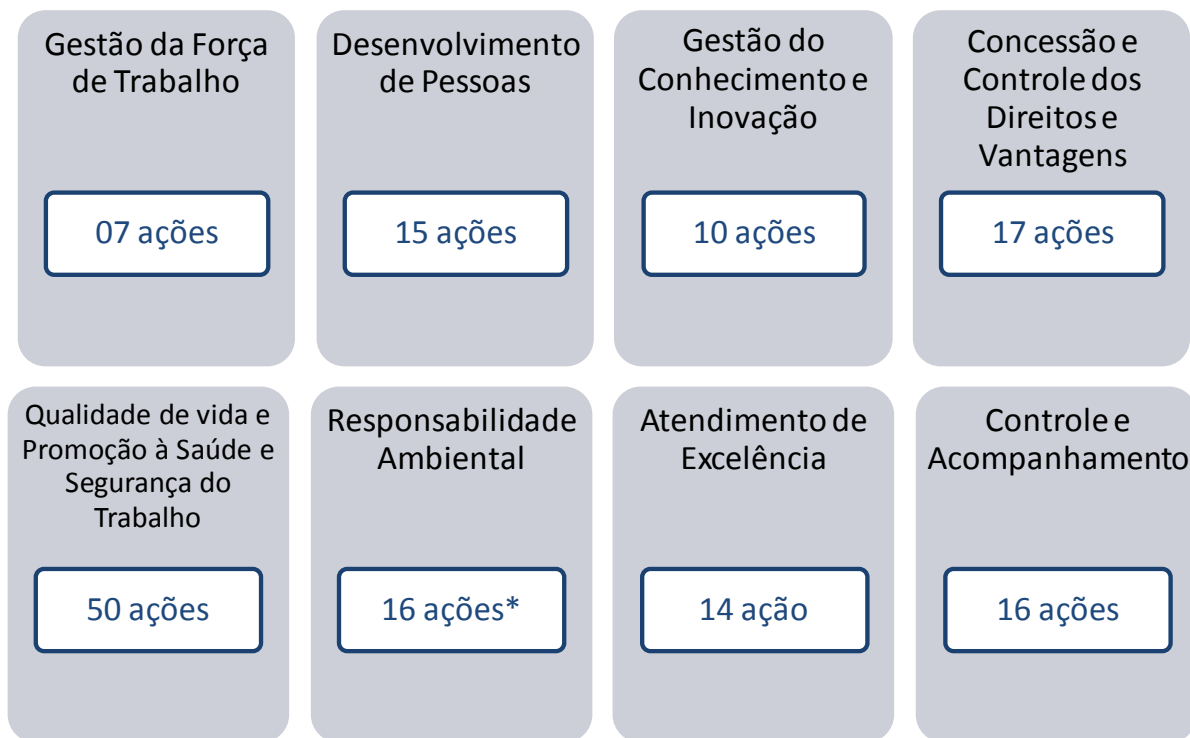 Gestão da Força
de Trabalho
07 ações
Desenvolvimento
de Pessoas
15 ações
Gestão do
Conhecimento e
Inovação
10 ações
Concessão e
Controle dos
Direitos e
Vantagens
17 ações
Qualidade de vida e
Promoção à Saúde e
Segurança do
Trabalho
50 ações
Responsabilidade
Ambiental
16 ações*
Atendimento de
Excelência
14 ação
Controle e
Acompanhamento
16 ações